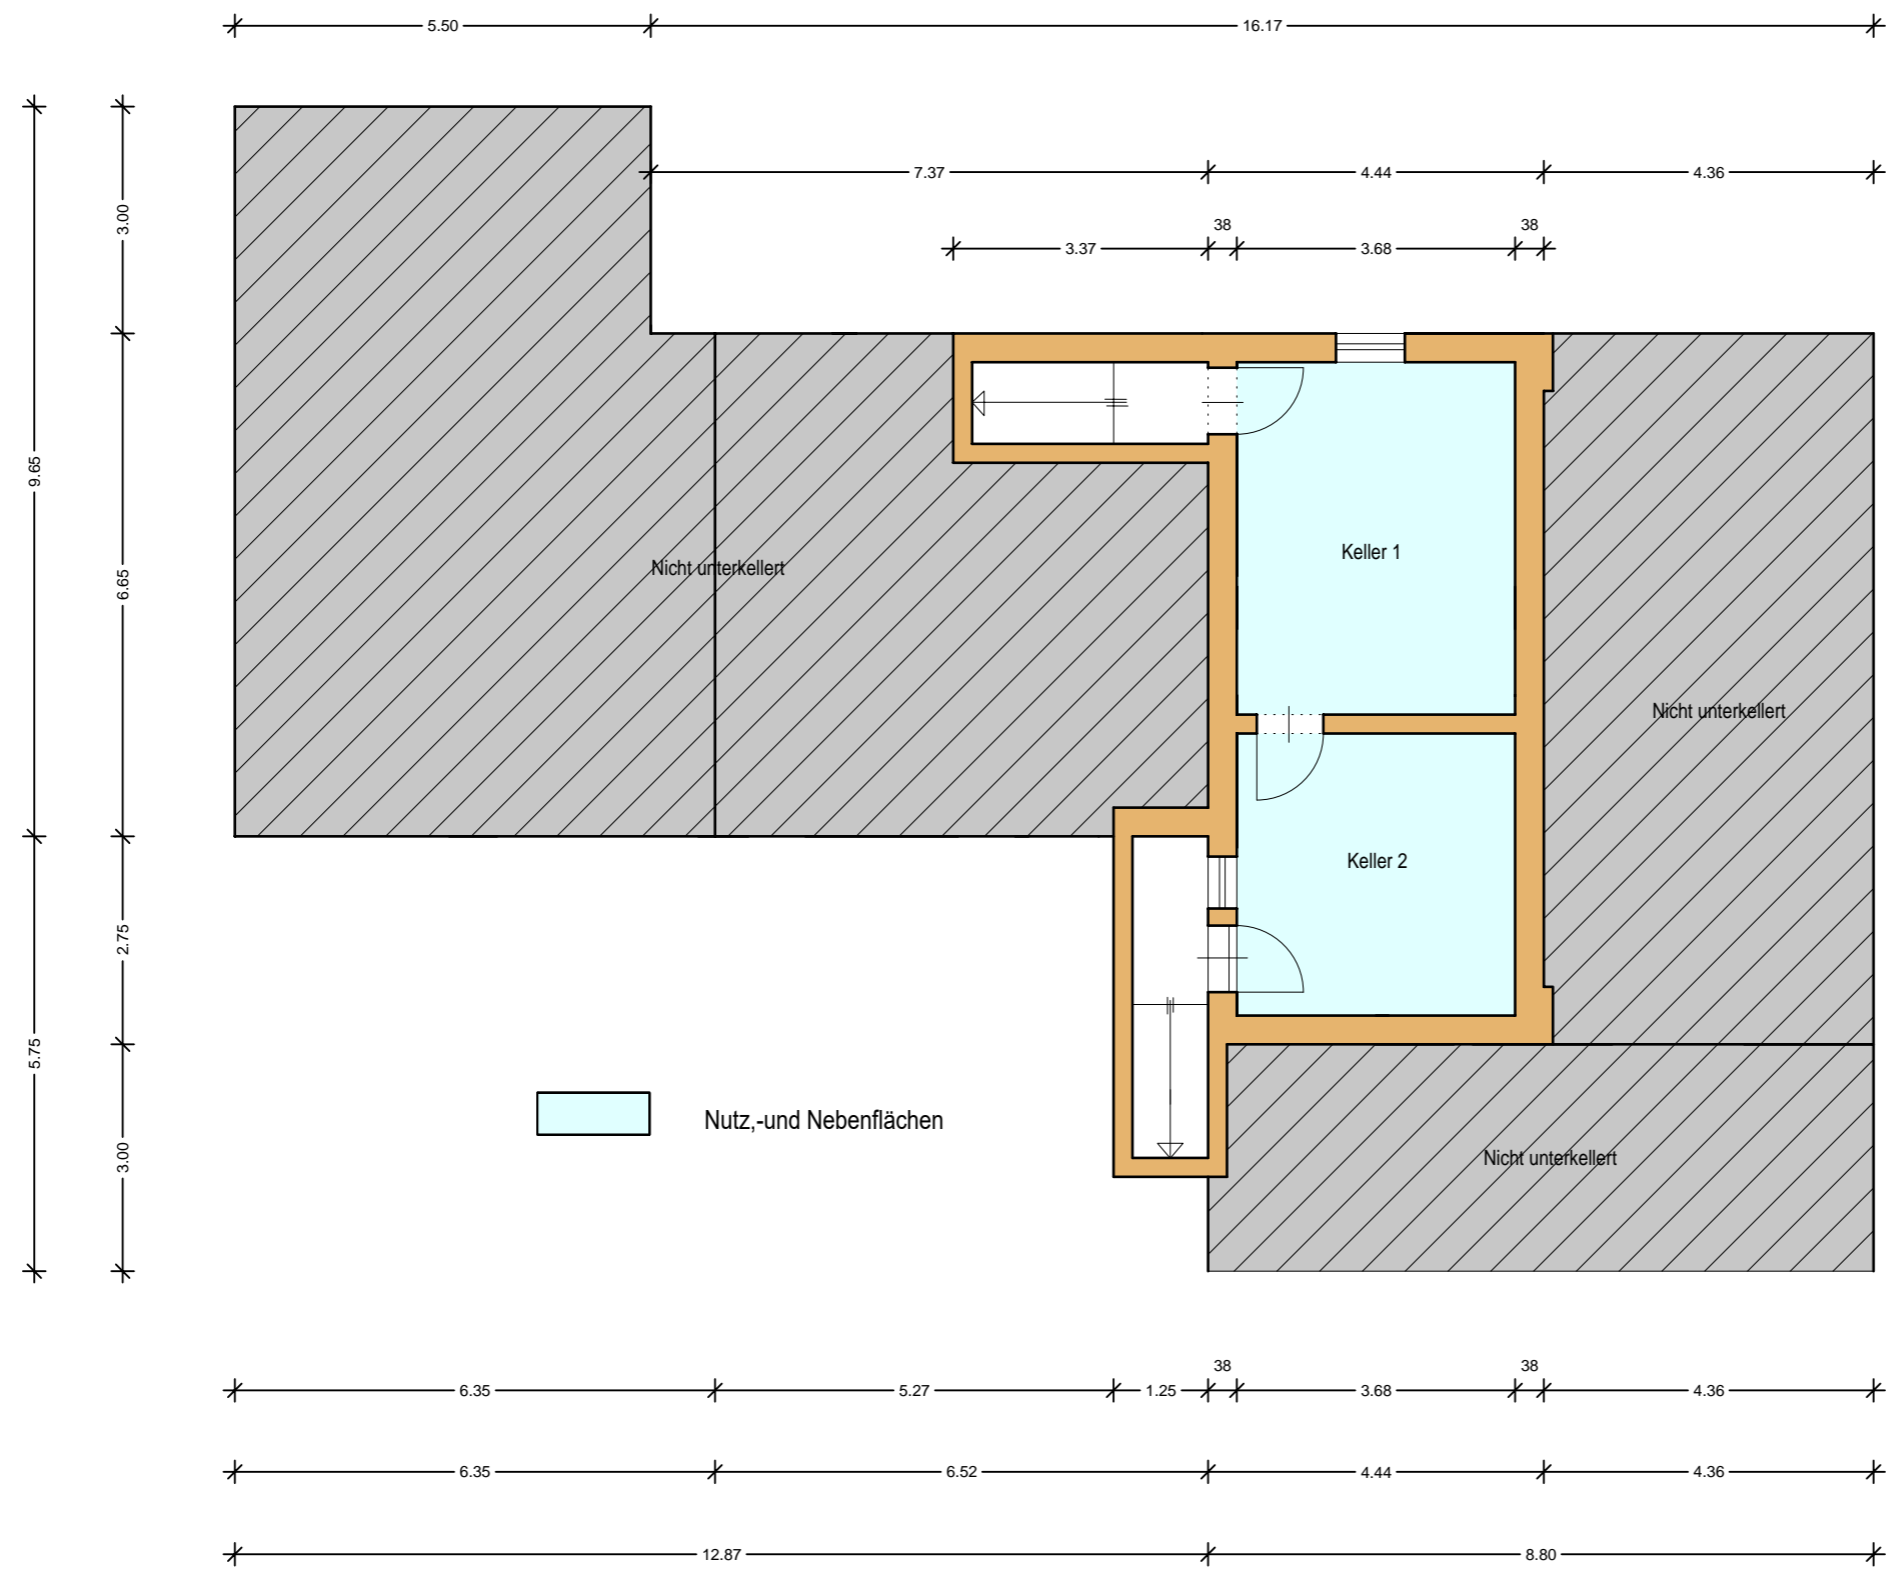 5.50 16.17
7.37 4.44 4.36
38 38
3.37 3.68
3.00
9.65
6.65
Nicht unterkellert
Keller 1
Nicht unterkellert
Keller 2
2.75
5.75
3.00
Nutz,-und Nebenflächen
Nicht unterkellert
38 38
6.35 5.27 1.25 3.68 4.36
6.35 6.52 4.44 4.36
12.87 8.80